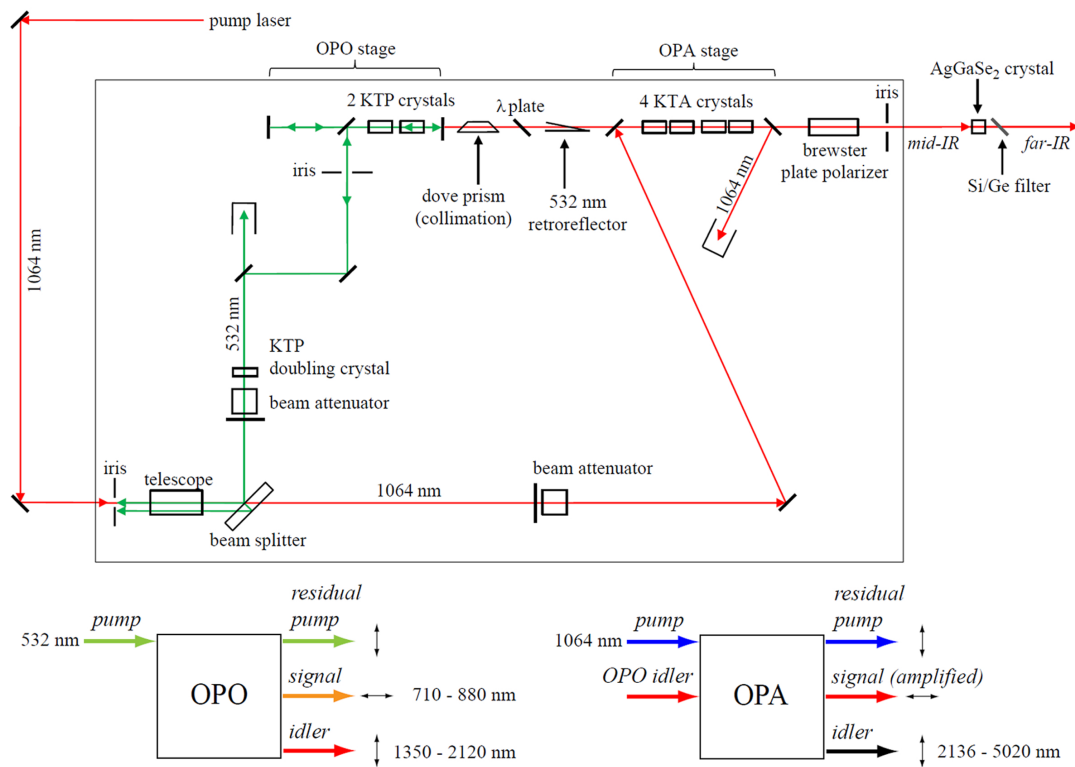 pump laser
OPO stage
OPA stage
AgGaSe2 crystal
2 KTP crystals
λ plate
4 KTA crystals
iris
mid-IR
far-IR
brewster
plate polarizer
Si/Ge filter
iris
dove prism
(collimation)
532 nm
retroreflector
1064 nm
1064 nm
532 nm
KTP
doubling crystal
beam attenuator
iris
telescope
1064 nm
beam attenuator
beam splitter
532 nm
pump
residual
pump
OPO
signal
710 - 880 nm
idler
1350 - 2120 nm
1064 nm
pump
residual
pump
OPO idler
OPA
signal (amplified)
idler
2136 - 5020 nm